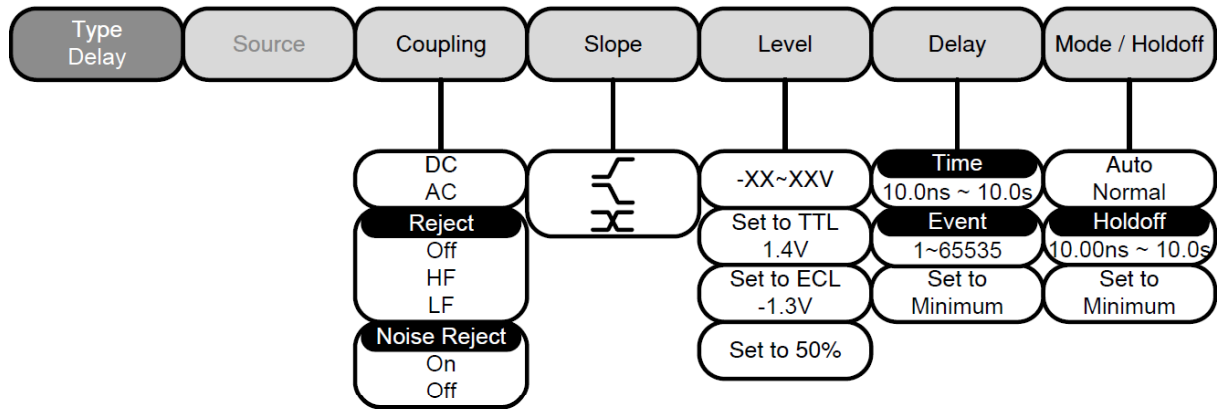 Type
Delay
Source
Coupling
Slope
Level
Delay
Mode / Holdoff
DC
AC
Reject
Off
HF
LF
Noise Reject
On
Off
-XX~XXV
Set to TTL
1.4V
Set to ECL
-1.3V
Set to 50%
Time
10.0ns ~ 10.0s
Event
1~65535
Set to
Minimum
Auto
Normal
Holdoff
10.00ns ~ 10.0s
Set to
Minimum